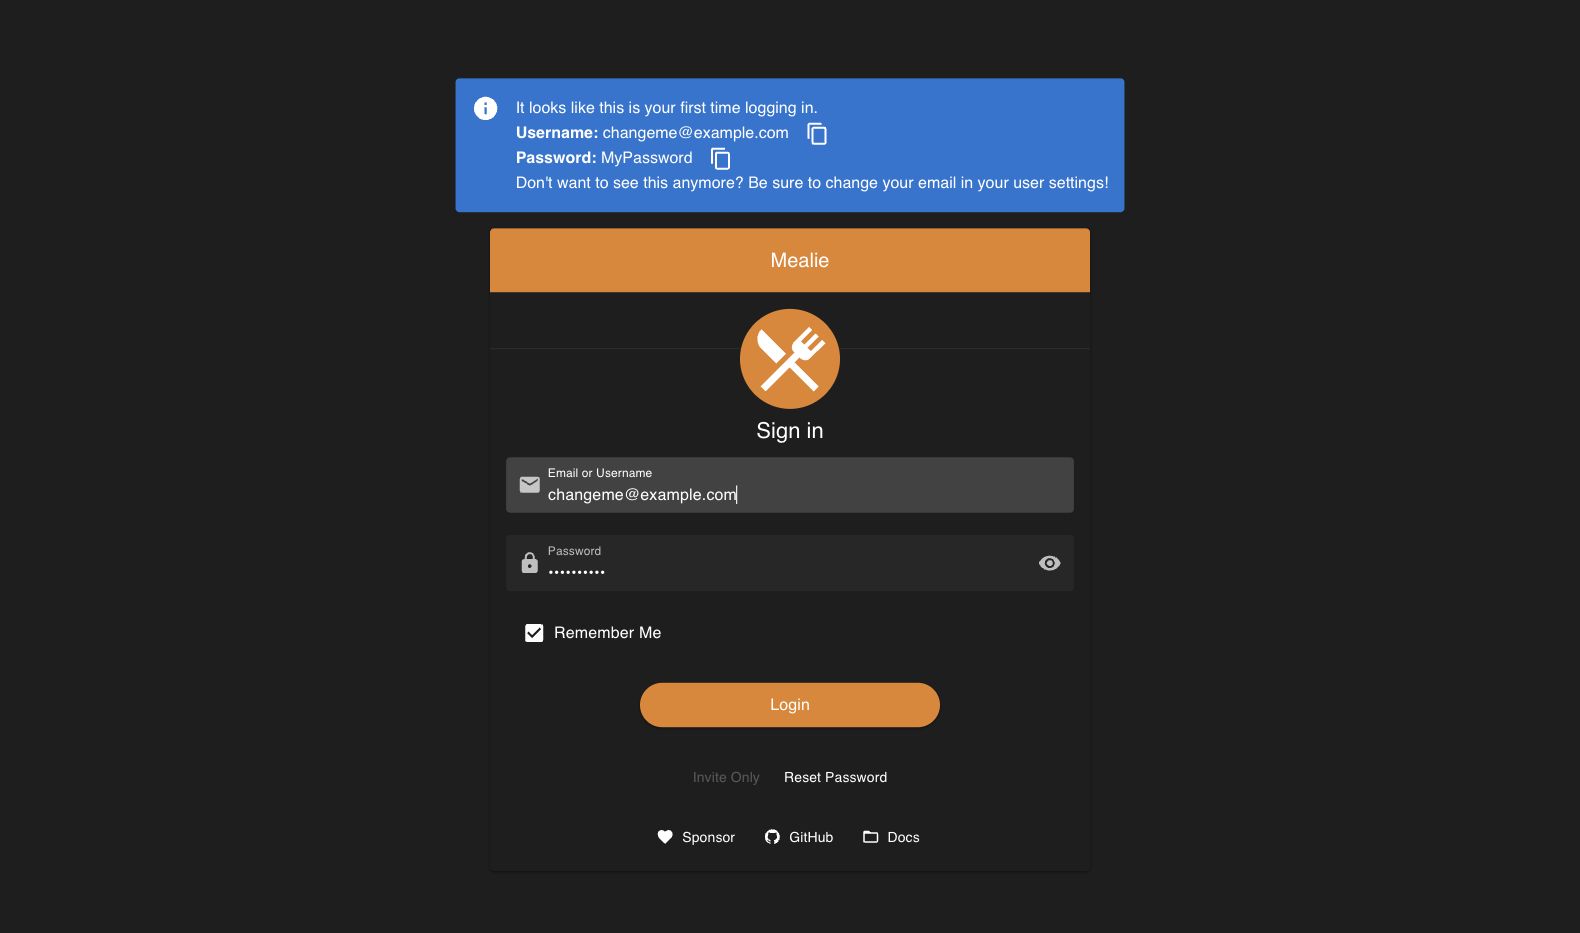 It looks like this is your first time logging in.
Username: changeme@example.com
Password: MyPassword
Don't want to see this anymore? Be sure to change your email in your user settings!
Mealie
Sign in
Email or Username
changeme@example.com
Password
••••••••••
Remember Me
Login
Invite Only Reset Password
Sponsor GitHub Docs